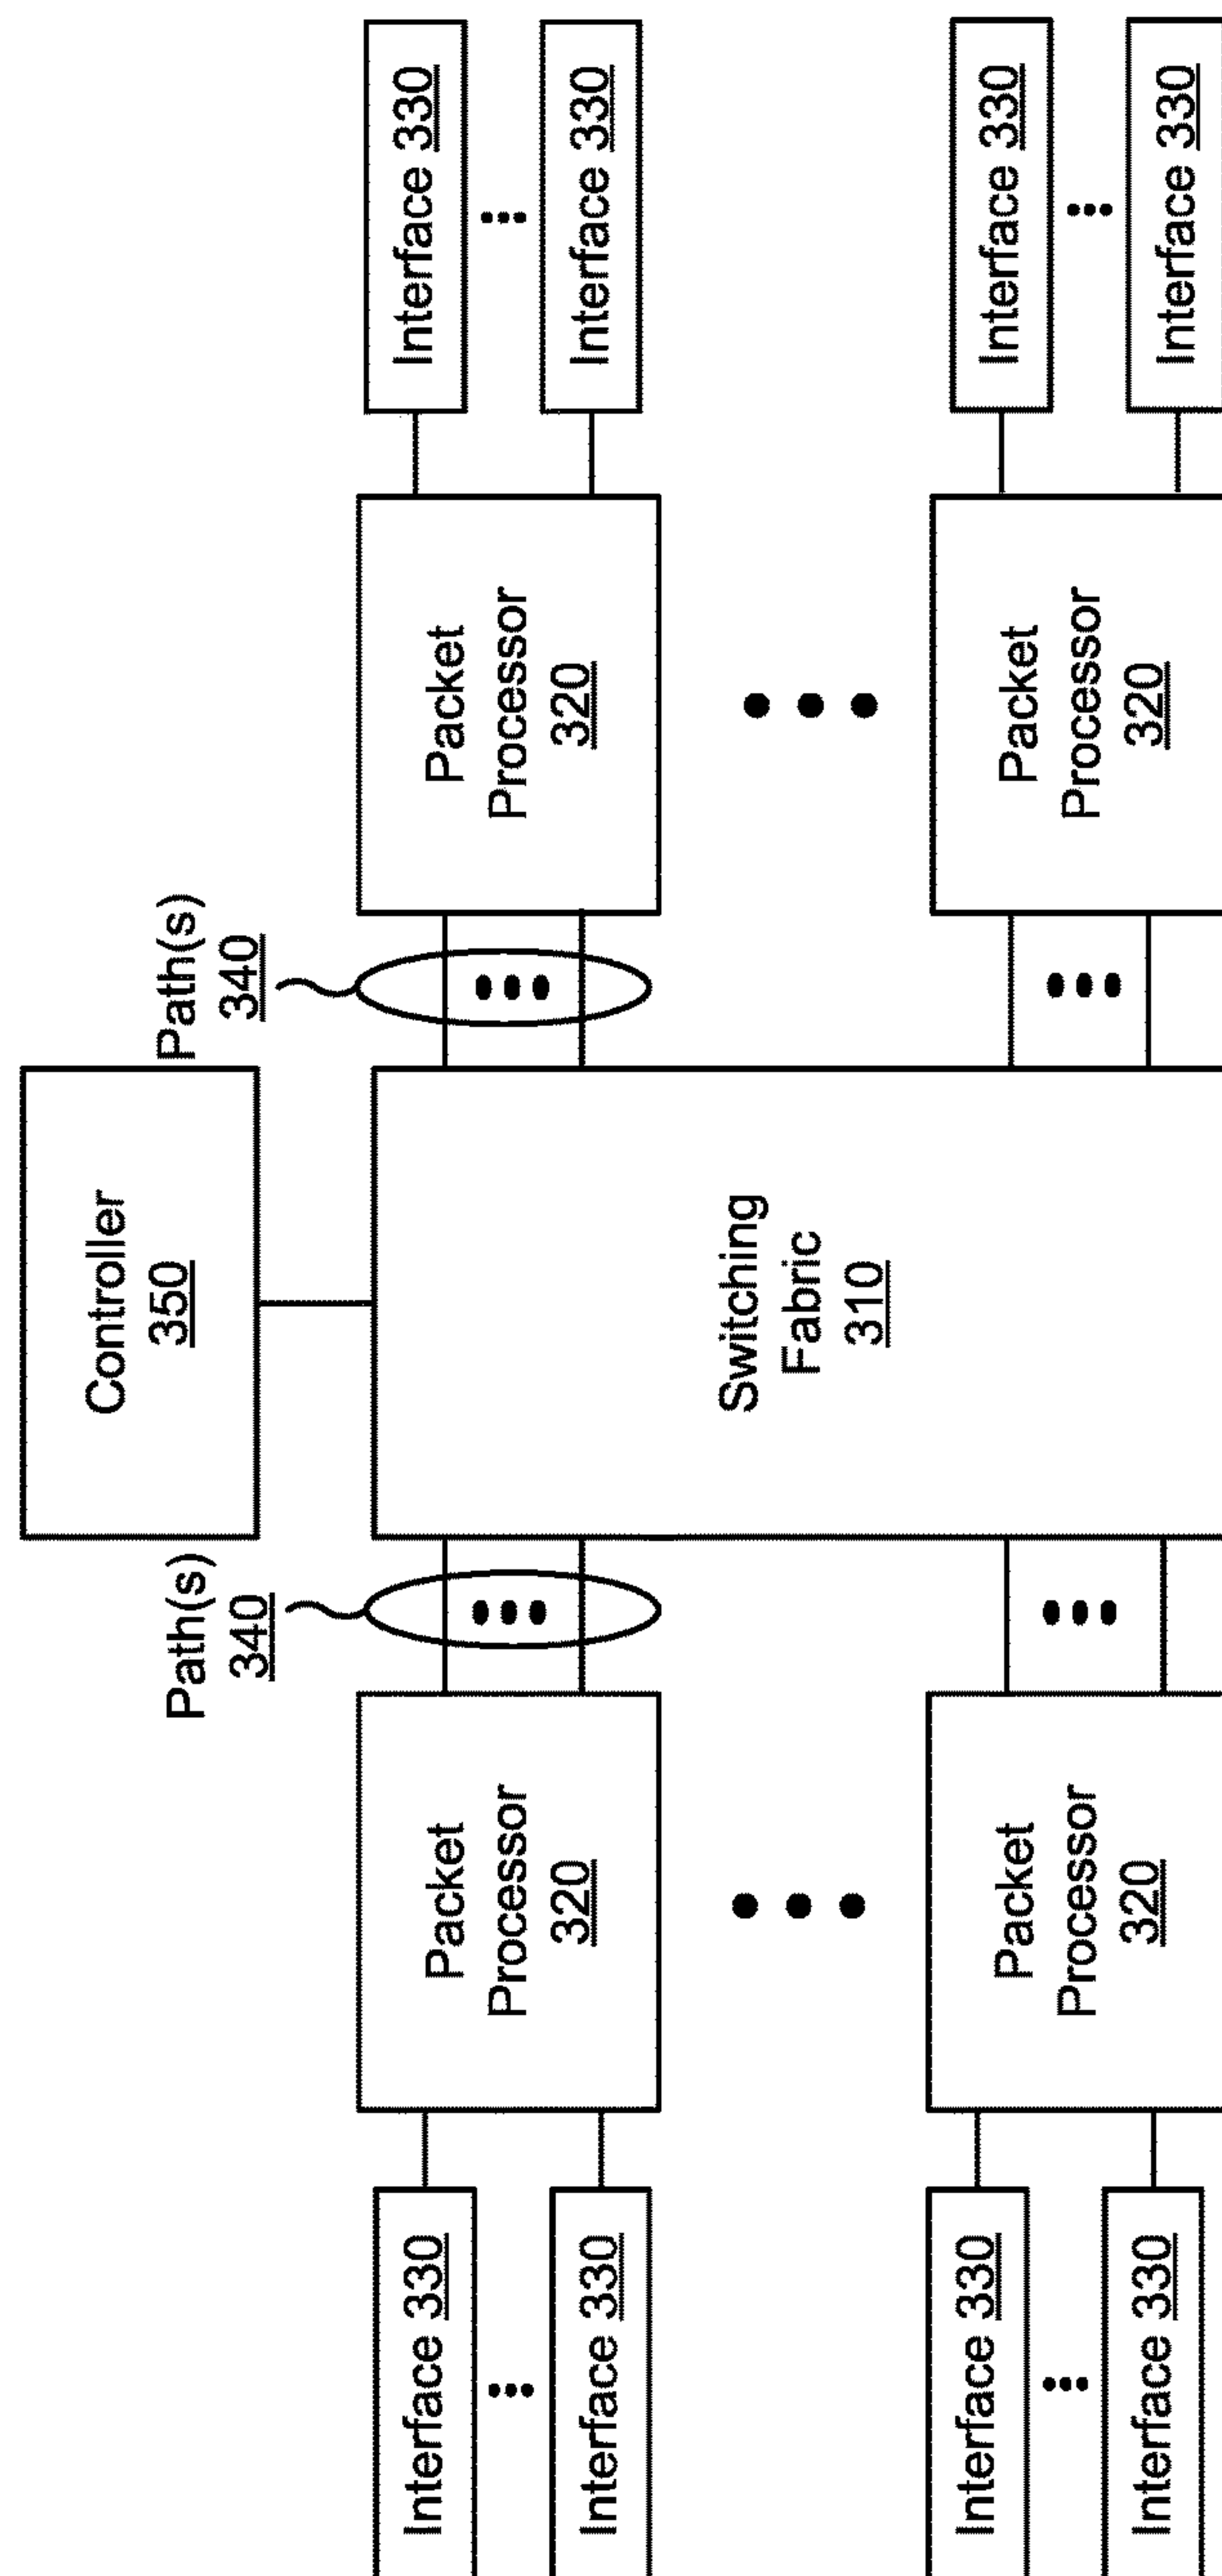 Controller
350
Path(s)
340
Path(s)
340
Interface 330
Interface 330
Packet
Processor
320
Packet
Processor
320
Interface 330
Interface 330
Switching
Fabric
310
Interface 330
Interface 330
Packet
Processor
320
Packet
Processor
320
Interface 330
Interface 330